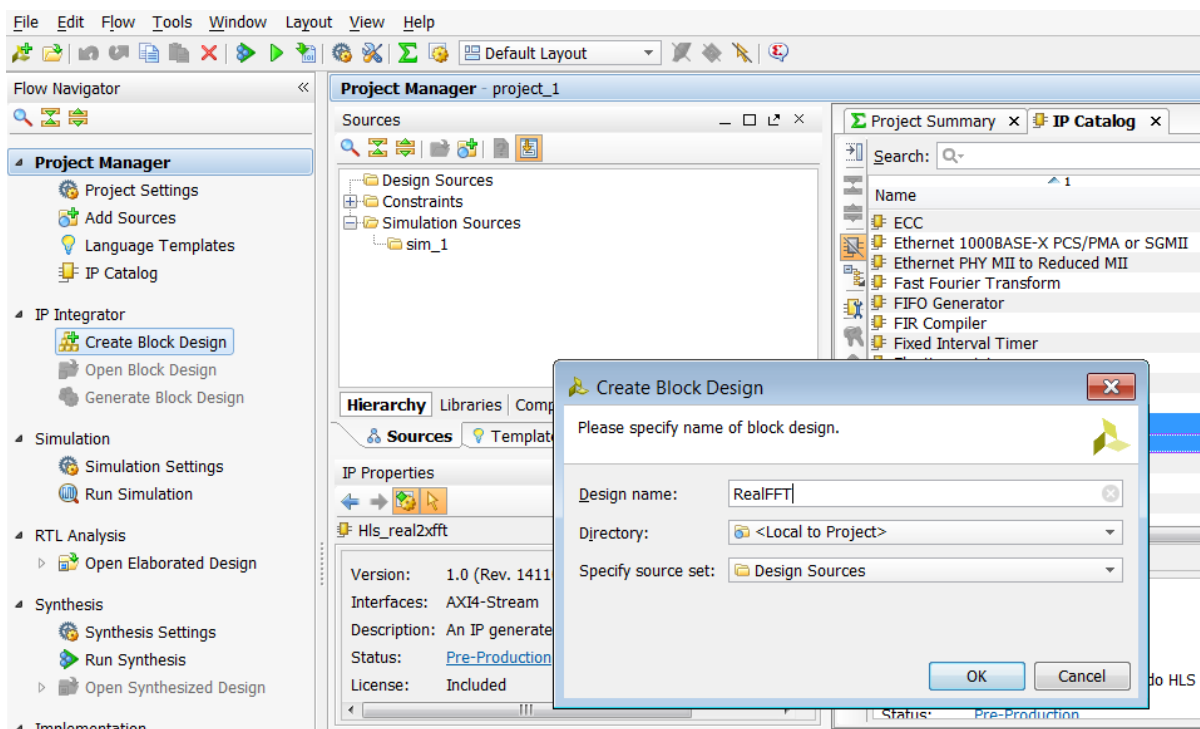 File Edit Flow Tools Window Layout View Help
Default Layout
Flow Navigator
Project Manager
Project Settings
Add Sources
Language Templates
IP Catalog
IP Integrator
Create Block Design
Open Block Design
Generate Block Design
Simulation
Simulation Settings
Run Simulation
RTL Analysis
Open Elaborated Design
Synthesis
Synthesis Settings
Run Synthesis
Open Synthesized Design
Implementation
Project Manager - project_1
Sources
Design Sources
Constraints
Simulation Sources
sim_1
Hierarchy Libraries Comp
Sources Template
IP Properties
Hls_real2xfft
Version: 1.0 (Rev. 1411
Interfaces: AXI4-Stream
Description: An IP generate
Status: Pre-Production
License: Included
Project Summary IP Catalog
Search:
1
Name
ECC
Ethernet 1000BASE-X PCS/PMA or SGMII
Ethernet PHY MII to Reduced MII
Fast Fourier Transform
FIFO Generator
FIR Compiler
Fixed Interval Timer
Create Block Design
Please specify name of block design.
Design name: RealFFT
Directory: <Local to Project>
Specify source set: Design Sources
OK Cancel
do HLS
Status: Pre-Production